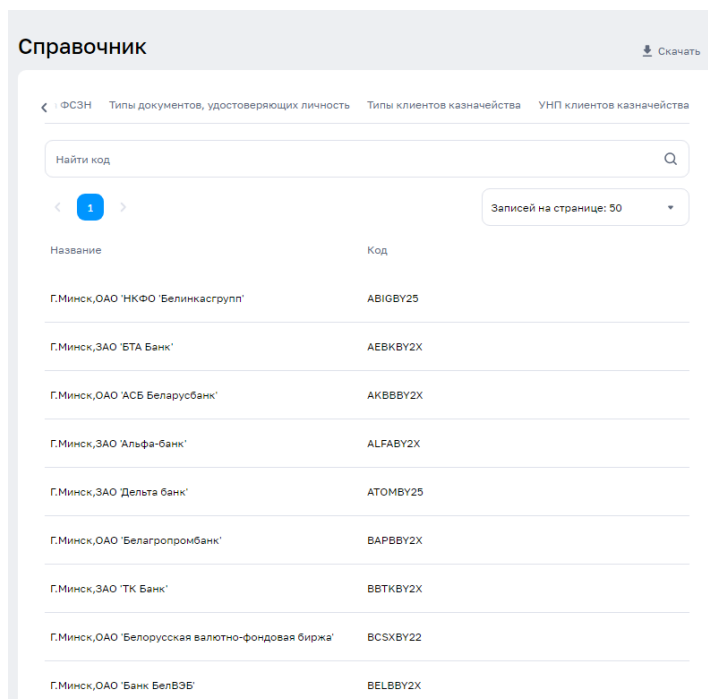 Справочник
Скачать
ФСЗН Типы документов, удостоверяющих личность Типы клиентов казначейства УНП клиентов казначейства
Найти код
1
Записей на странице: 50
Название Код
Г.Минск,ОАО 'НКФО 'Белинкасгрупп' ABIGBY25
Г.Минск,ЗАО 'БТА Банк' AEBKBY2X
Г.Минск,ОАО 'АСБ Беларусбанк' AKBBBY2X
Г.Минск,ЗАО 'Альфа-банк' ALFABY2X
Г.Минск,ЗАО 'Дельта банк' ATOMBY25
Г.Минск,ОАО 'Белагропромбанк' BAPBBY2X
Г.Минск,ЗАО 'ТК Банк' BBTKBY2X
Г.Минск,ОАО 'Белорусская валютно-фондовая биржа' BCSXBY22
Г.Минск,ОАО 'Банк БелВЭБ' BELBBY2X